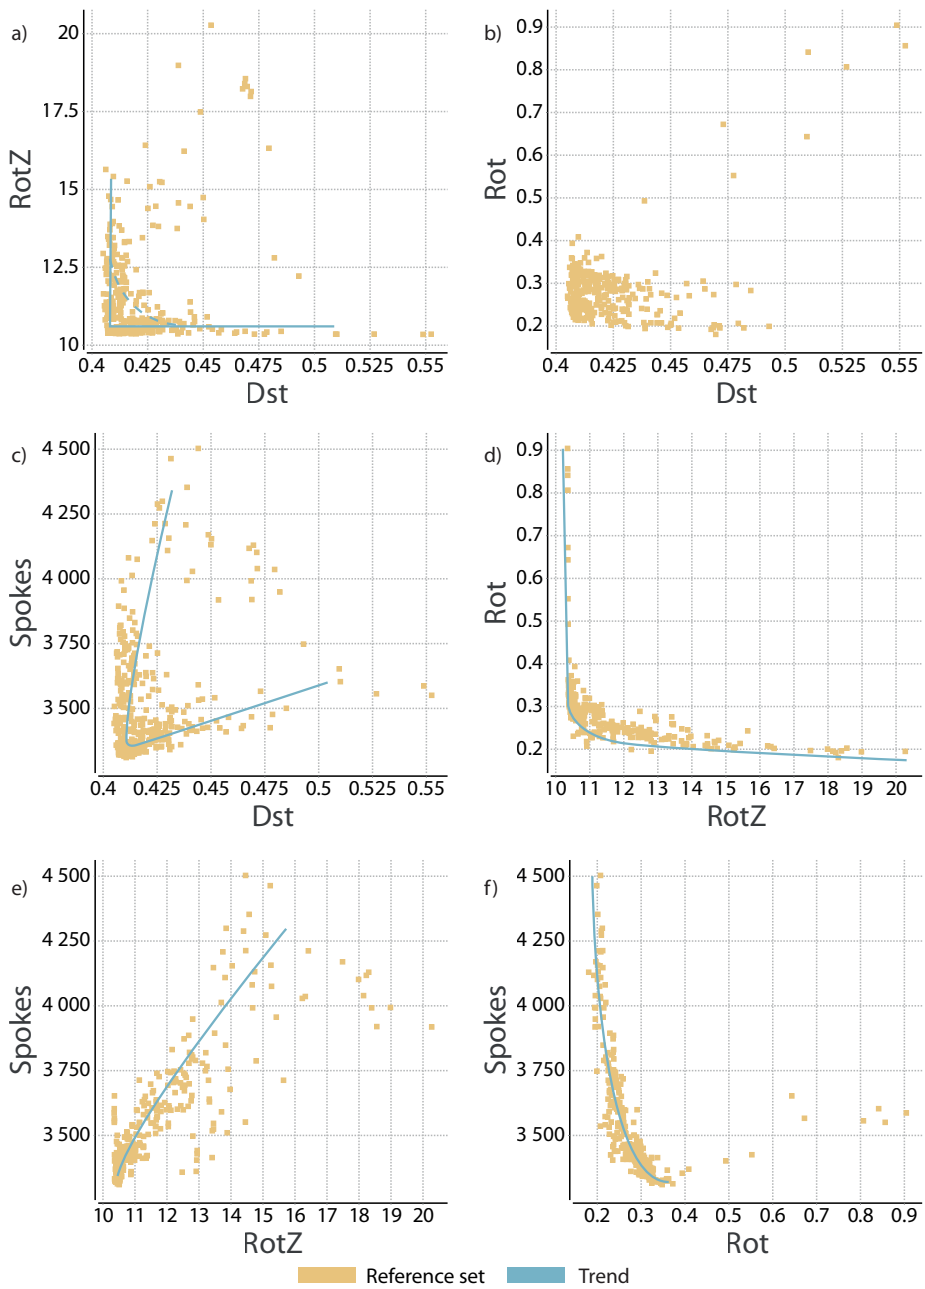 a)
20
17.5
15
12.5
10
RotZ
0.4 0.425 0.45 0.475 0.5 0.525 0.55
Dst
b)
0.9
0.8
0.7
0.6
0.5
0.4
0.3
0.2
Rot
0.4 0.425 0.45 0.475 0.5 0.525 0.55
Dst
c)
4 500
4 250
4 000
3 750
3 500
Spokes
0.4 0.425 0.45 0.475 0.5 0.525 0.55
Dst
d)
0.9
0.8
0.7
0.6
0.5
0.4
0.3
0.2
Rot
10 11 12 13 14 15 16 17 18 19 20
RotZ
e)
4 500
4 250
4 000
3 750
3 500
Spokes
10 11 12 13 14 15 16 17 18 19 20
RotZ
f)
4 500
4 250
4 000
3 750
3 500
Spokes
0.2 0.3 0.4 0.5 0.6 0.7 0.8 0.9
Rot
Reference set
Trend